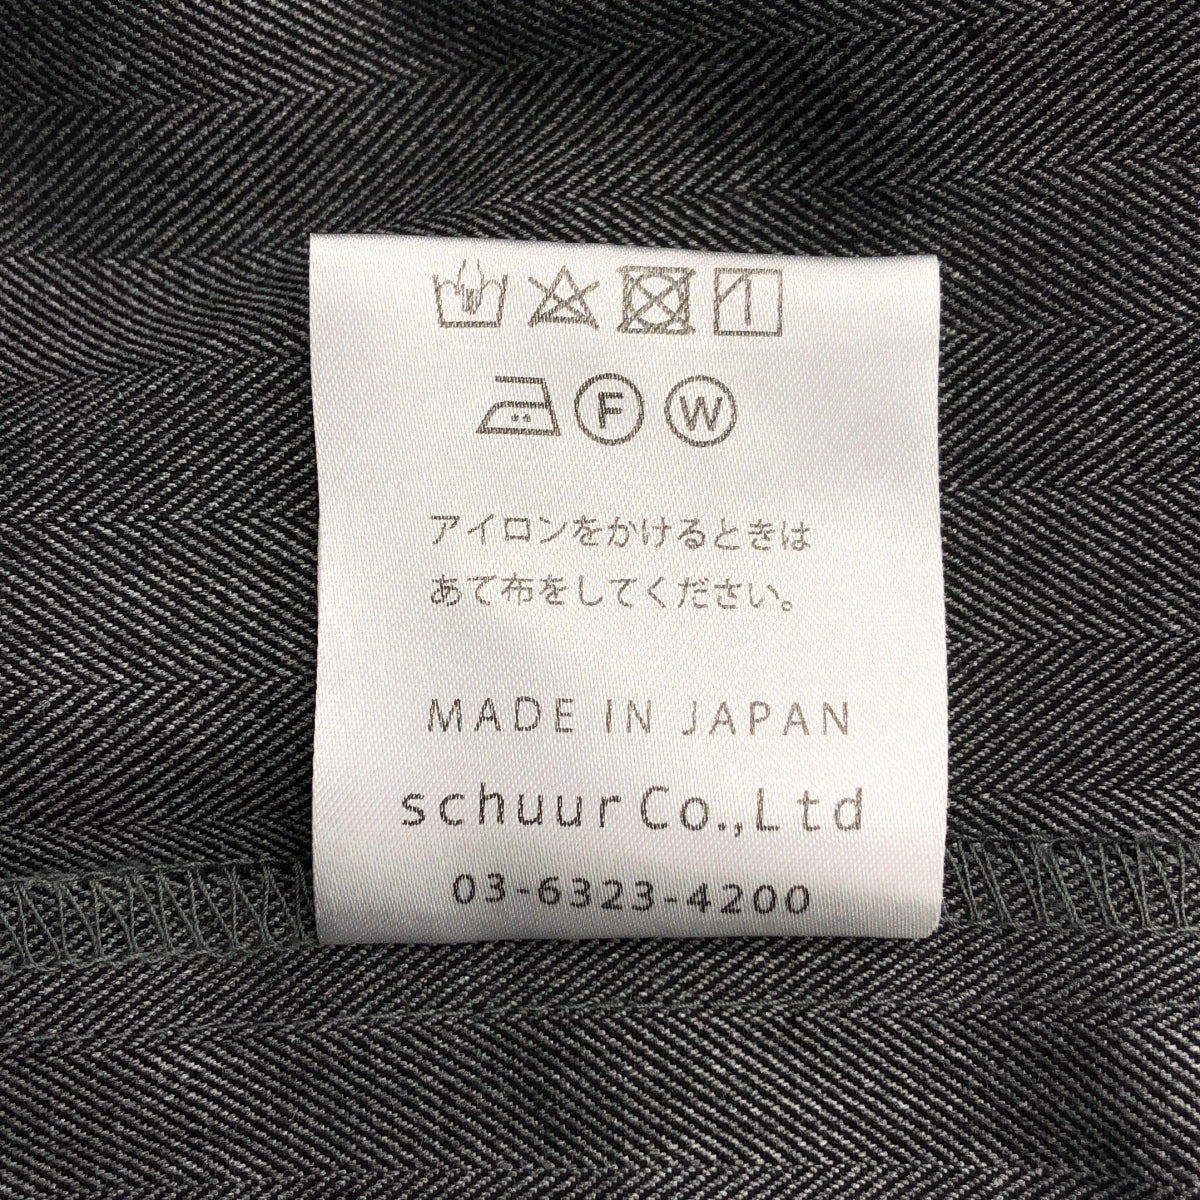 F W
アイロンをかけるときは
あて布をしてください。
MADE IN JAPAN
schuur Co.,Ltd
03-6323-4200